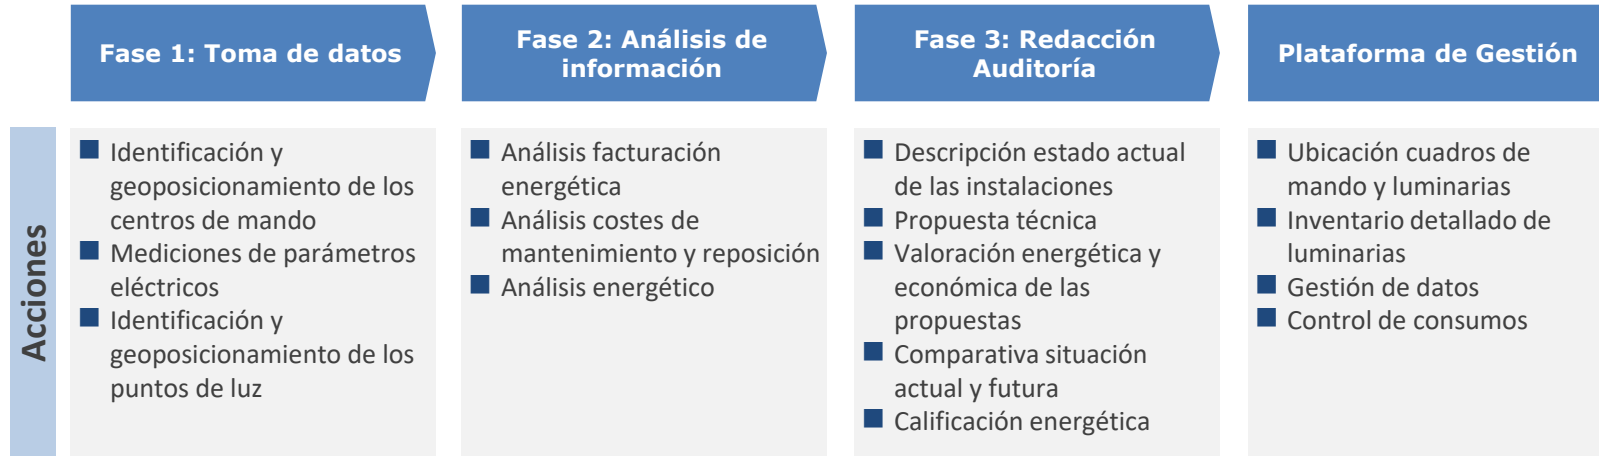 Fase 1: Toma de datos
Fase 2: Análisis de
información
Fase 3: Redacción
Auditoría
Plataforma de Gestión
Acciones
Identificación y
geoposicionamiento de los
centros de mando
Mediciones de parámetros
eléctricos
Identificación y
geoposicionamiento de los
puntos de luz
Análisis facturación
energética
Análisis costes de
mantenimiento y reposición
Análisis energético
Descripción estado actual
de las instalaciones
Propuesta técnica
Valoración energética y
económica de las
propuestas
Comparativa situación
actual y futura
Calificación energética
Ubicación cuadros de
mando y luminarias
Inventario detallado de
luminarias
Gestión de datos
Control de consumos